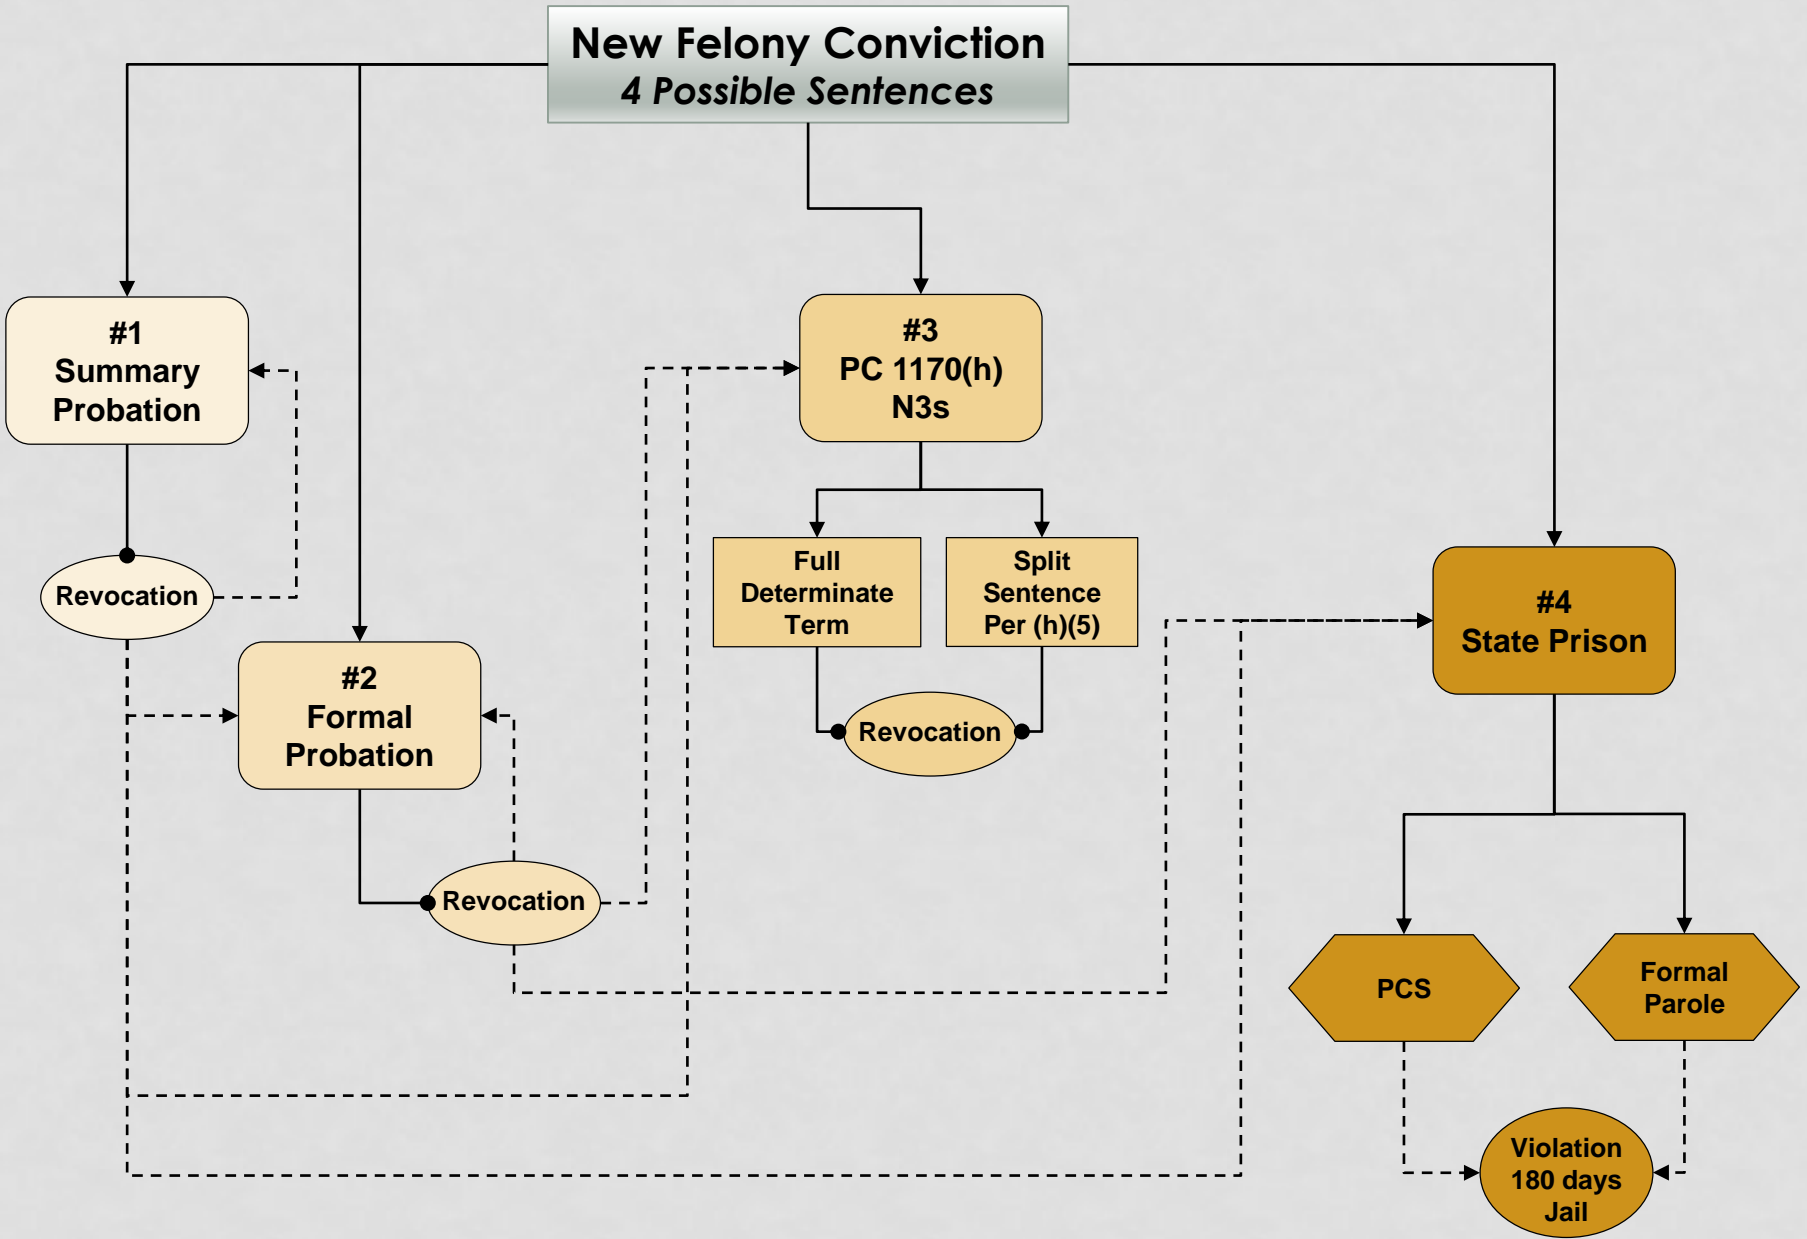 New Felony Conviction
4 Possible Sentences
#1
Summary
Probation
Revocation
#2
Formal
Probation
Revocation
#3
PC 1170(h)
N3s
Full
Determinate
Term
Split
Sentence
Per (h)(5)
Revocation
#4
State Prison
PCS
Formal
Parole
Violation
180 days
Jail